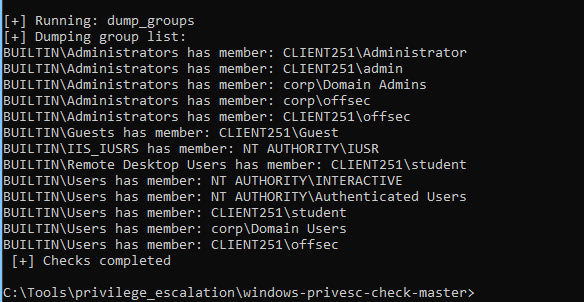 [+] Running: dump_groups
[+] Dumping group list:
BUILTIN\Administrators has member: CLIENT251\Administrator
BUILTIN\Administrators has member: CLIENT251\admin
BUILTIN\Administrators has member: corp\Domain Admins
BUILTIN\Administrators has member: corp\offsec
BUILTIN\Administrators has member: CLIENT251\offsec
BUILTIN\Guests has member: CLIENT251\Guest
BUILTIN\IIS_IUSRS has member: NT AUTHORITY\IUSR
BUILTIN\Remote Desktop Users has member: CLIENT251\student
BUILTIN\Users has member: NT AUTHORITY\INTERACTIVE
BUILTIN\Users has member: NT AUTHORITY\Authenticated Users
BUILTIN\Users has member: CLIENT251\student
BUILTIN\Users has member: corp\Domain Users
BUILTIN\Users has member: CLIENT251\offsec
[+] Checks completed
C:\Tools\privilege_escalation\windows-privesc-check-master>